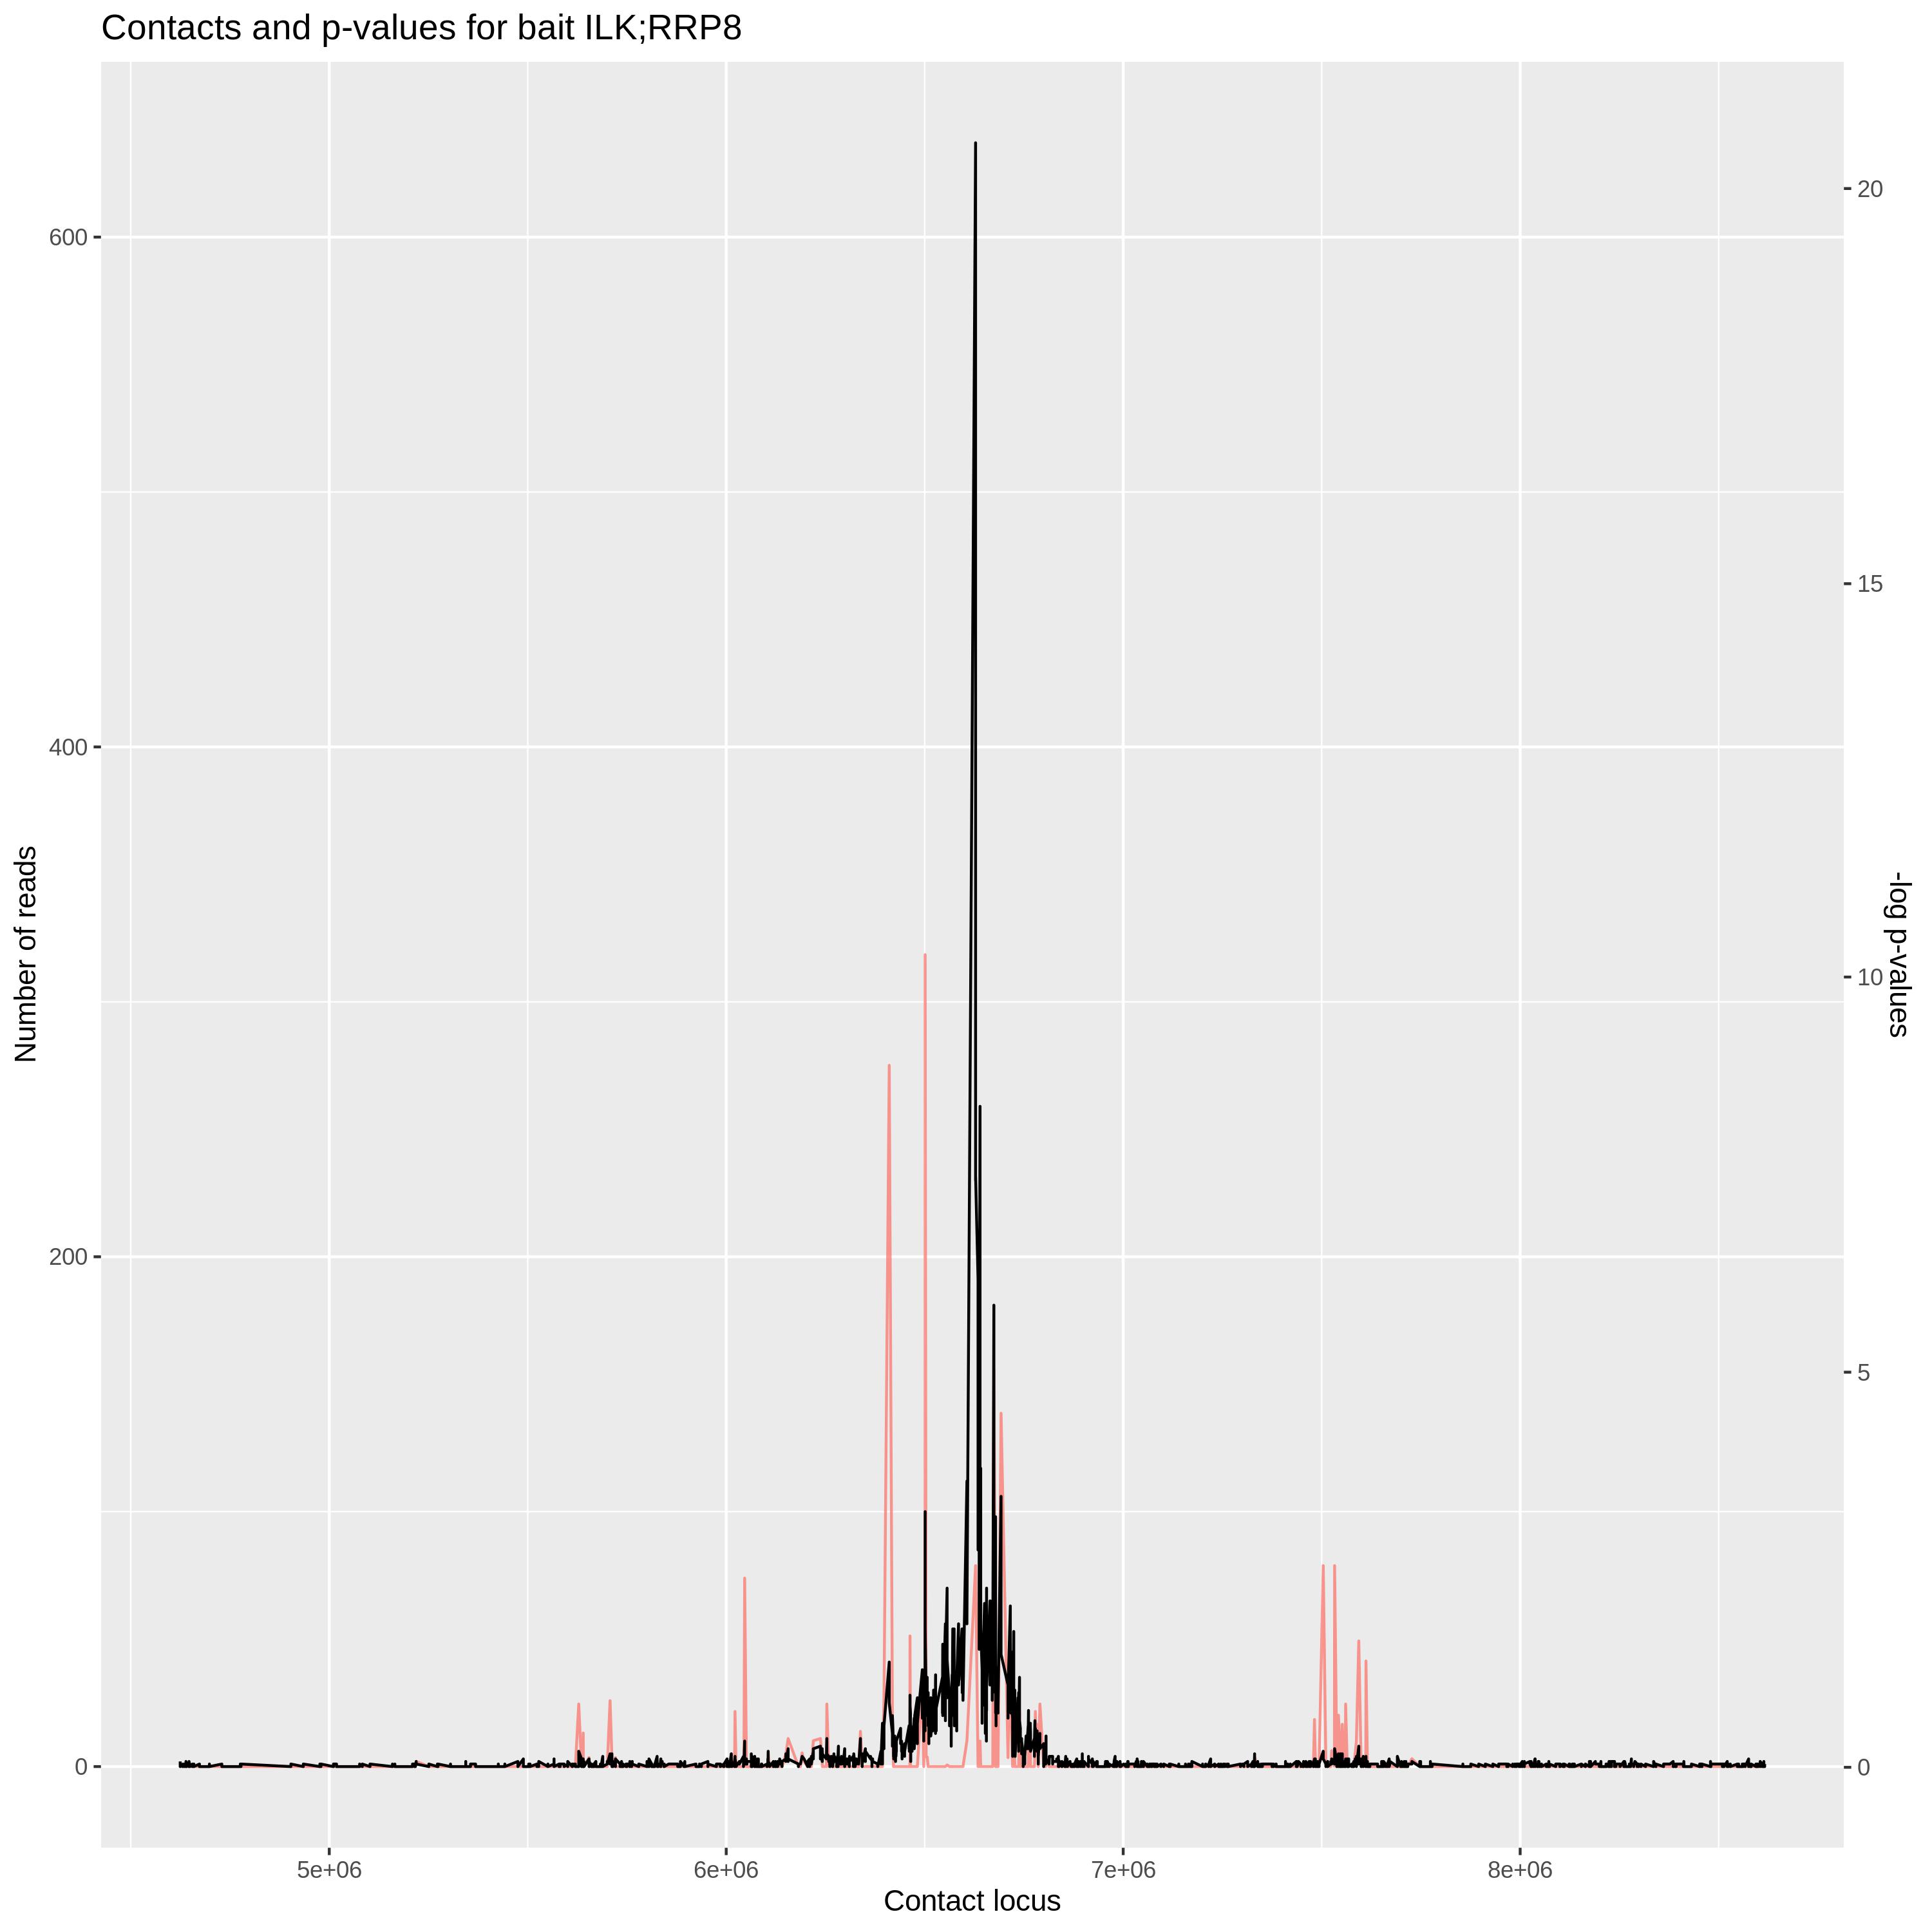 Contacts and p-values for bait ILK;RRP8
600
400
200
0
Number of reads
20
15
10
5
0
-log p-values
5e+06
6e+06
7e+06
8e+06
Contact locus